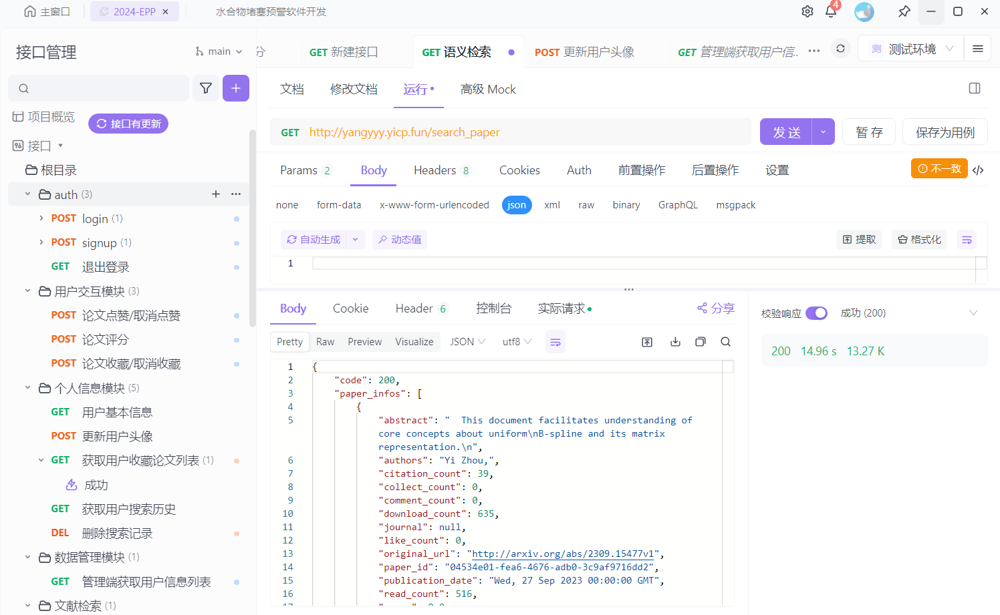 主窗口
2024-EPP
水合物堵塞预警软件开发
4
接口管理
main
分
GET 新建接口
GET 语义检索
POST 更新用户头像
GET 管理端获取用户信..
测 测试环境
文档
修改文档
运行
高级 Mock
项目概览
接口有更新
接口
根目录
auth (3)
POST login (1)
POST signup (1)
GET 退出登录
用户交互模块 (3)
POST 论文点赞/取消点赞
POST 论文评分
POST 论文收藏/取消收藏
个人信息模块 (5)
GET 用户基本信息
POST 更新用户头像
GET 获取用户收藏论文列表 (1)
成功
GET 获取用户搜索历史
DEL 删除搜索记录
数据管理模块 (1)
GET 管理端获取用户信息列表
文献检索 (1)
GET http://yangyyy.yicp.fun/search_paper
发 送
暂 存
保存为用例
Params 2
Body
Headers 8
Cookies
Auth
前置操作
后置操作
设置
不一致
none
form-data
x-www-form-urlencoded
json
xml
raw
binary
GraphQL
msgpack
自动生成
动态值
提取
格式化
1
Body
Cookie
Header 6
控制台
实际请求
分享
Pretty
Raw
Preview
Visualize
JSON
utf8
1 {
2 "code": 200,
3 "paper_infos": [
4 {
5 "abstract": "  This document facilitates understanding of
core concepts about uniform\nB-spline and its matrix
representation.\n",
6 "authors": "Yi Zhou,",
7 "citation_count": 39,
8 "collect_count": 0,
9 "comment_count": 0,
10 "download_count": 635,
11 "journal": null,
12 "like_count": 0,
13 "original_url": "http://arxiv.org/abs/2309.15477v1",
14 "paper_id": "04534e01-fea6-4676-adb0-3c9af9716dd2",
15 "publication_date": "Wed, 27 Sep 2023 00:00:00 GMT",
16 "read_count": 516,
校验响应
成功 (200)
200 14.96 s 13.27 K